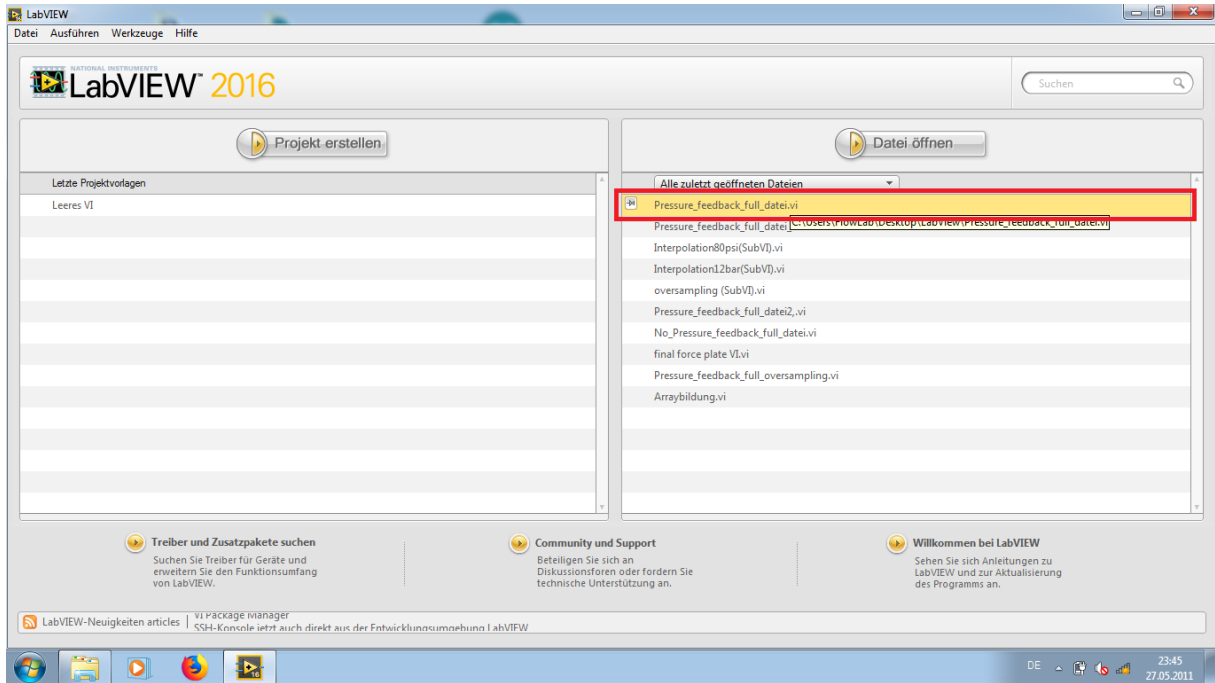 LabVIEW
Datei Ausführen Werkzeuge Hilfe
NATIONAL INSTRUMENTS
LabVIEW™ 2016
Suchen
Projekt erstellen
Letzte Projektvorlagen
Leeres VI
Datei öffnen
Alle zuletzt geöffneten Dateien
Pressure_feedback_full_datei.vi
Pressure_feedback_full_datei
C:\Users\FlowLab\Desktop\LabView\Pressure_feedback_full_datei.vi
Interpolation80psi(SubVI).vi
Interpolation12bar(SubVI).vi
oversampling (SubVI).vi
Pressure_feedback_full_datei2,.vi
No_Pressure_feedback_full_datei.vi
final force plate VI.vi
Pressure_feedback_full_oversampling.vi
Arraybildung.vi
Treiber und Zusatzpakete suchen
Suchen Sie Treiber für Geräte und
erweitern Sie den Funktionsumfang
von LabVIEW.
Community und Support
Beteiligen Sie sich an
Diskussionsforen oder fordern Sie
technische Unterstützung an.
Willkommen bei LabVIEW
Sehen Sie sich Anleitungen zu
LabVIEW und zur Aktualisierung
des Programms an.
LabVIEW-Neuigkeiten articles
VI Package Manager
SSH-Konsole jetzt auch direkt aus der Entwicklungsumgebung LabVIEW
16
DE
23:45
27.05.2011